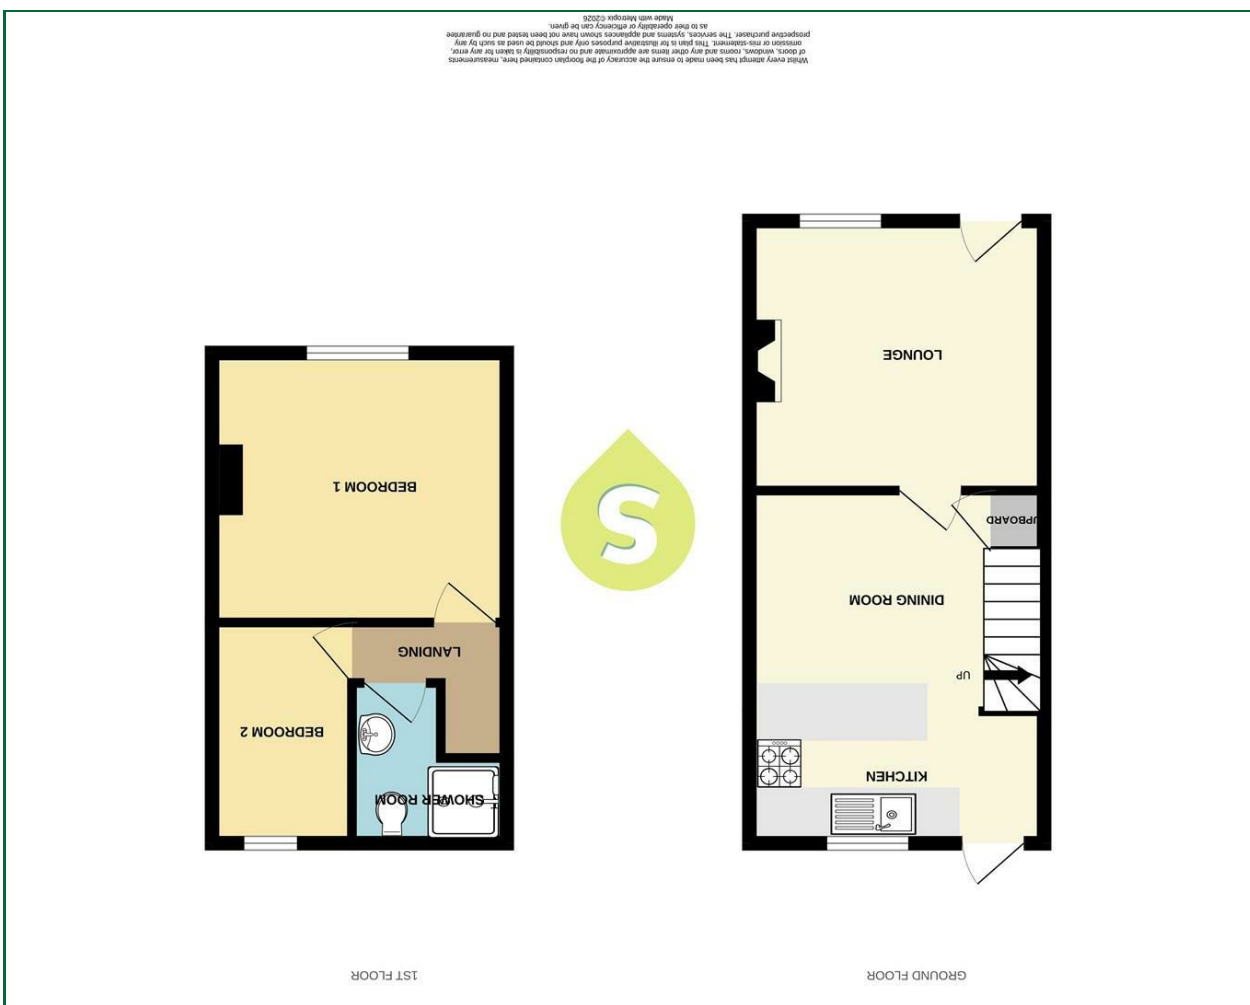 GROUND FLOOR
1ST FLOOR
KITCHEN
UP
DINING ROOM
UPBOARD
LOUNGE
SHOWER ROOM
BEDROOM 2
LANDING
BEDROOM 1
S
Whilst every attempt has been made to ensure the accuracy of the floorplan contained here, measurements
of doors, windows, rooms and any other items are approximate and no responsibility is taken for any error,
omission or mis-statement. This plan is for illustrative purposes only and should be used as such by any
prospective purchaser. The services, systems and appliances shown have not been tested and no guarantee
as to their operability or efficiency can be given.
Made with Metropix ©2026